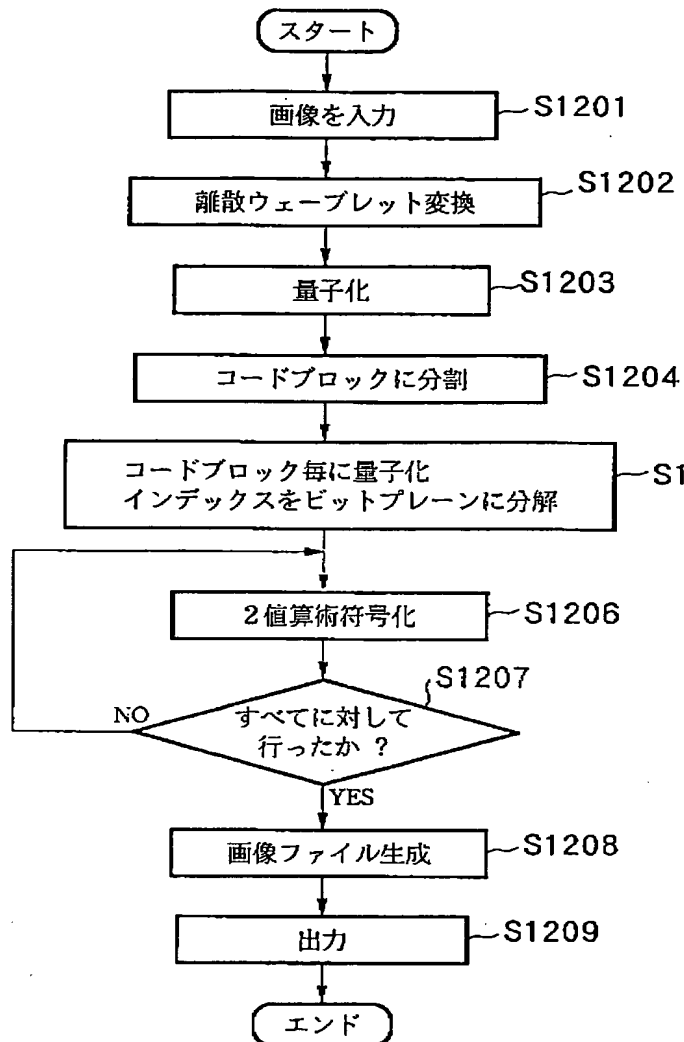 スタート
画像を入力
S1201
離散ウェーブレット変換
S1202
量子化
S1203
コードブロックに分割
S1204
コードブロック毎に量子化
インデックスをビットプレーンに分解
S1
2値算術符号化
S1206
S1207
すべてに対して
行ったか ?
NO
YES
画像ファイル生成
S1208
出力
S1209
エンド